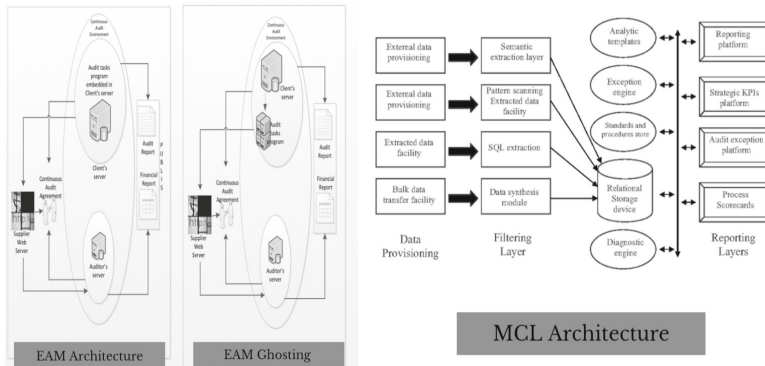 Continuous
Audit
Environment
Audit tasks
program
embedded in
Client's server
Client's
server
Continuous
Audit
Agreement
Audit
Report
Financial
Report
P
U
B
L
I
S
Supplier
Web
Server
Auditor's
server
EAM Architecture
Continuous
Audit
Environment
Client's
server
Audit
tasks
program
Continuous
Audit
Agreement
Audit
Report
Financial
Report
Supplier
Web
Server
Auditor's
server
EAM Ghosting
External data
provisioning
External data
provisioning
Extracted data
facility
Bulk data
transfer facility
Data
Provisioning
Semantic
extraction layer
Pattern scanning
Extracted data
facility
SQL extraction
Data synthesis
module
Filtering
Layer
Analytic
templates
Exception
engine
Standards and
procedures store
Relational
Storage
device
Diagnostic
engine
Reporting
platform
Strategic KPIs
platform
Audit exception
platform
Process
Scorecards
Reporting
Layers
MCL Architecture